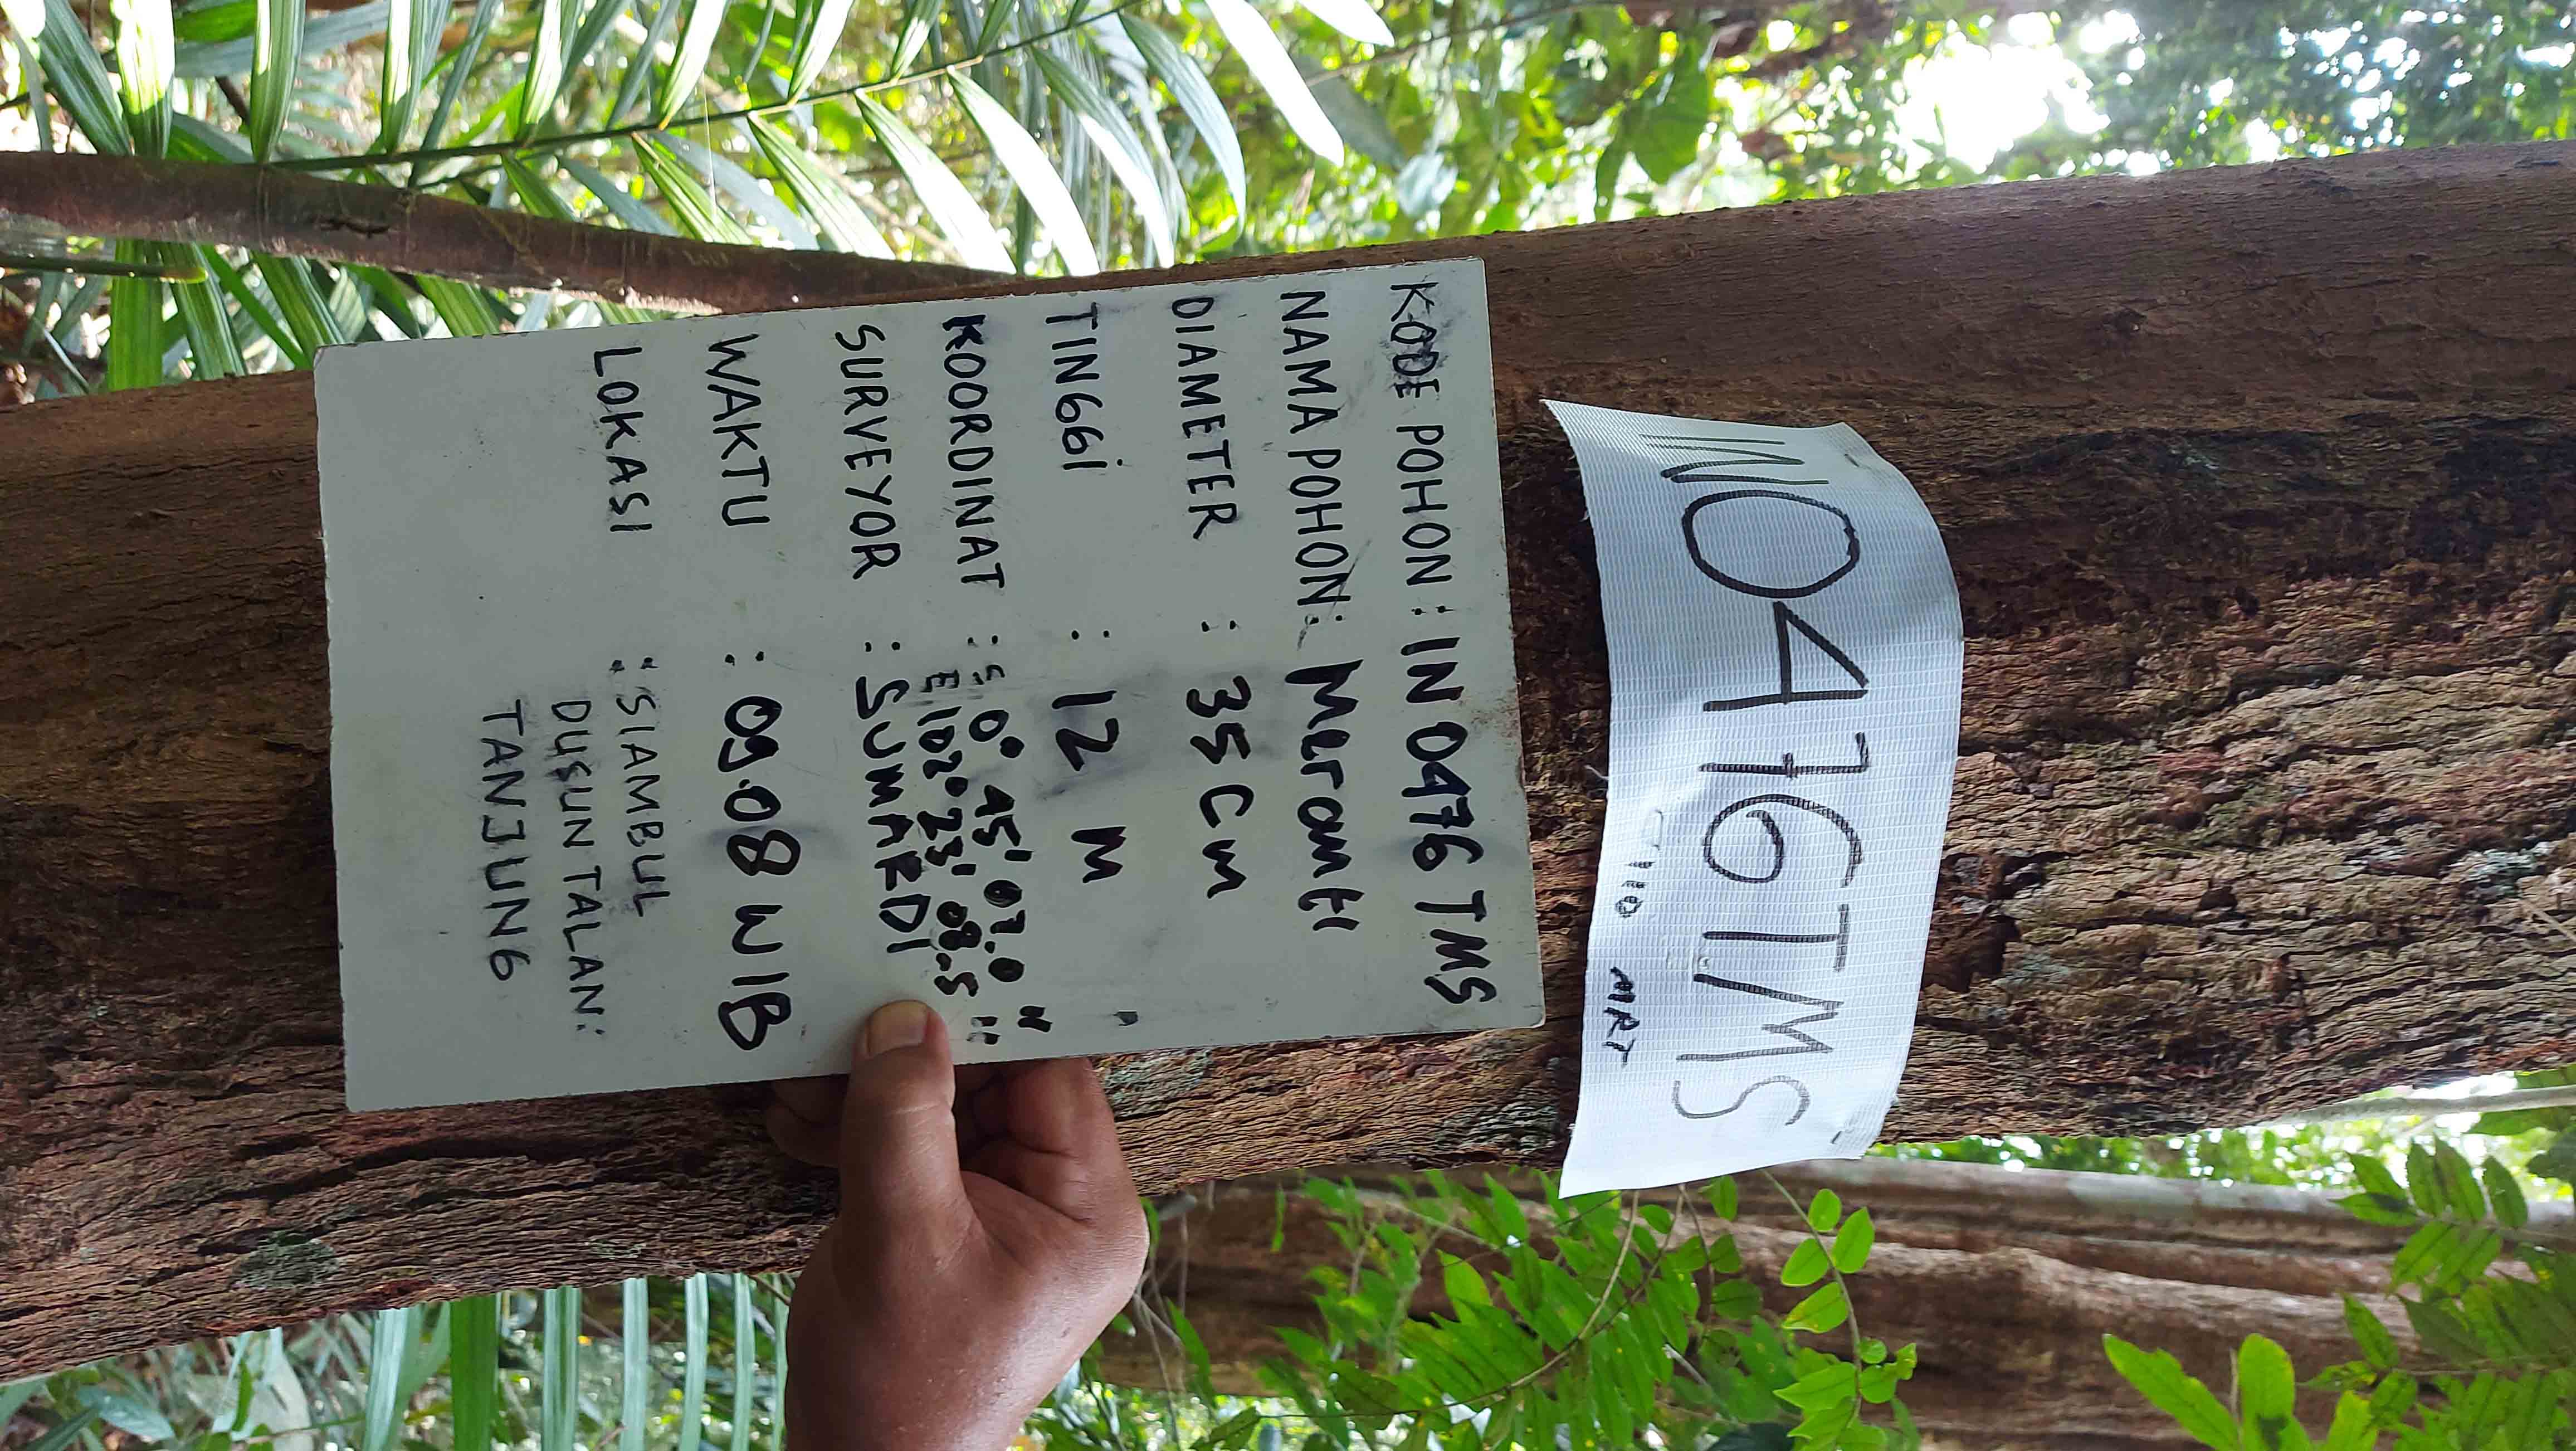 IN0476TMS
110 MRT
KODE POHON : IN 0476 TMS
NAMA POHON : Meranti
DIAMETER : 35 Cm
TINGGI : 12 M
KOORDINAT : S. 0° 45' 07.0 "
E. 102° 23' 08.5 "
SURVEYOR : SUMARDI
WAKTU : 09.08 WIB
LOKASI : SIAMBUL
DUSUN TALAN:
TANJUNG